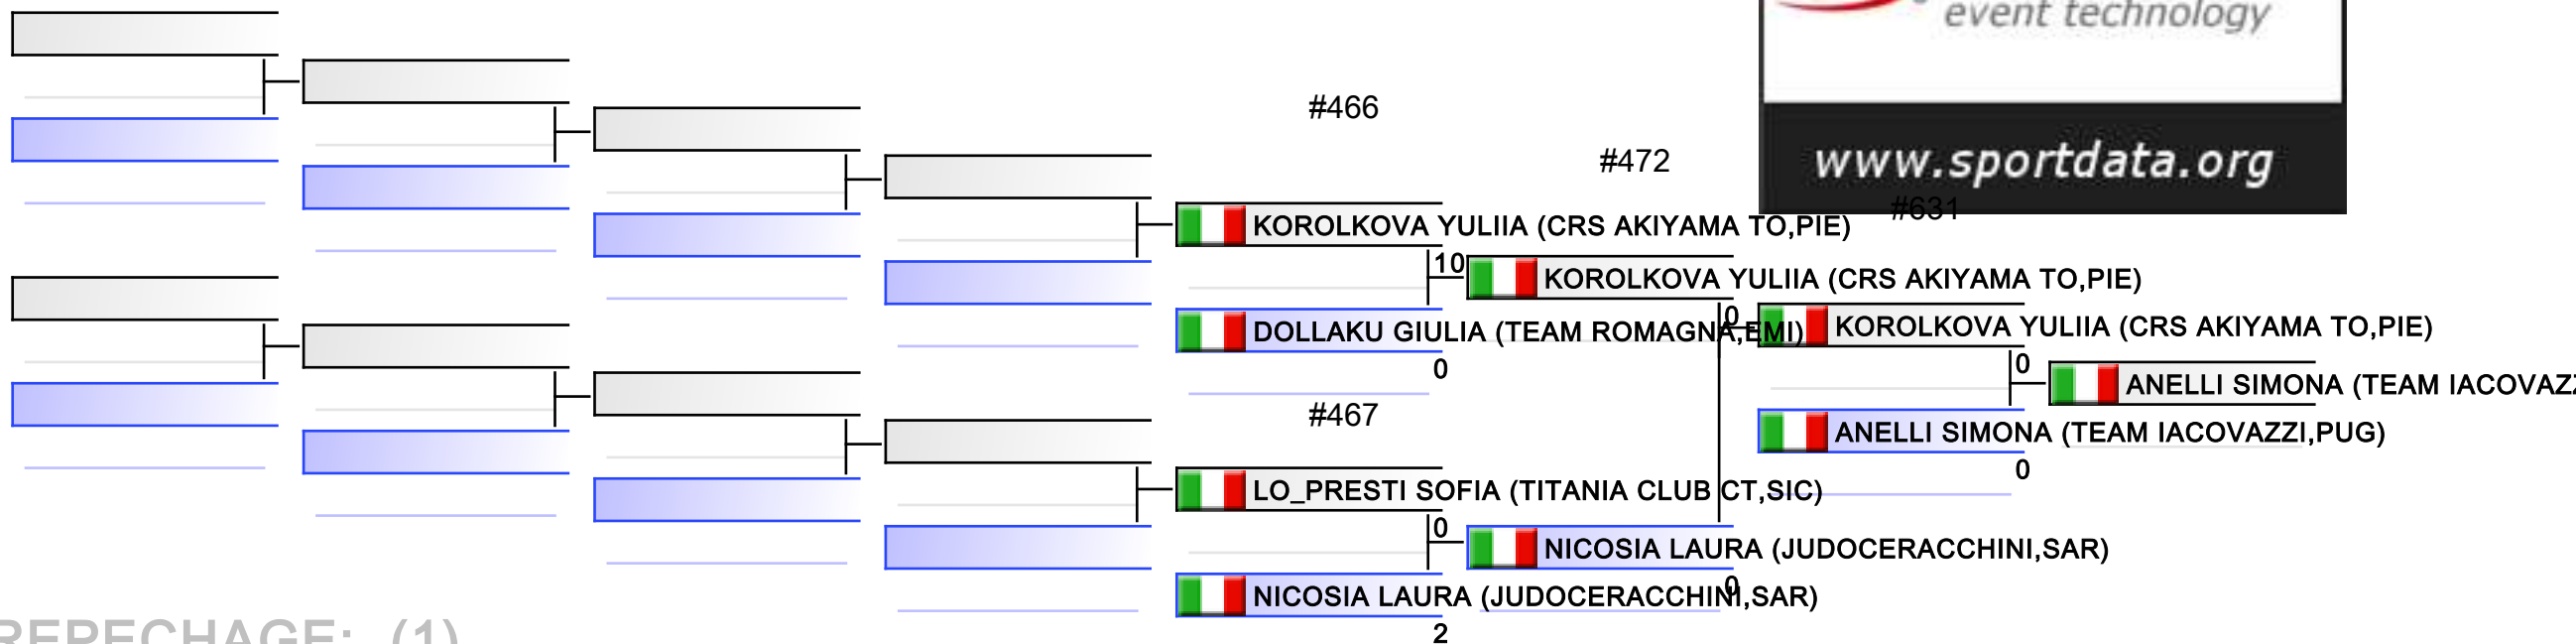 event technology
www.sportdata.org
#466
#472
#631
KOROLKOVA YULIIA (CRS AKIYAMA TO,PIE)
10
KOROLKOVA YULIIA (CRS AKIYAMA TO,PIE)
DOLLAKU GIULIA (TEAM ROMAGNA,EMI)
0
0
KOROLKOVA YULIIA (CRS AKIYAMA TO,PIE)
0
ANELLI SIMONA (TEAM IACOVAZ
ANELLI SIMONA (TEAM IACOVAZZI,PUG)
0
#467
LO_PRESTI SOFIA (TITANIA CLUB CT,SIC)
0
NICOSIA LAURA (JUDOCERACCHINI,SAR)
0
NICOSIA LAURA (JUDOCERACCHINI,SAR)
2
REPECHAGE: (1)